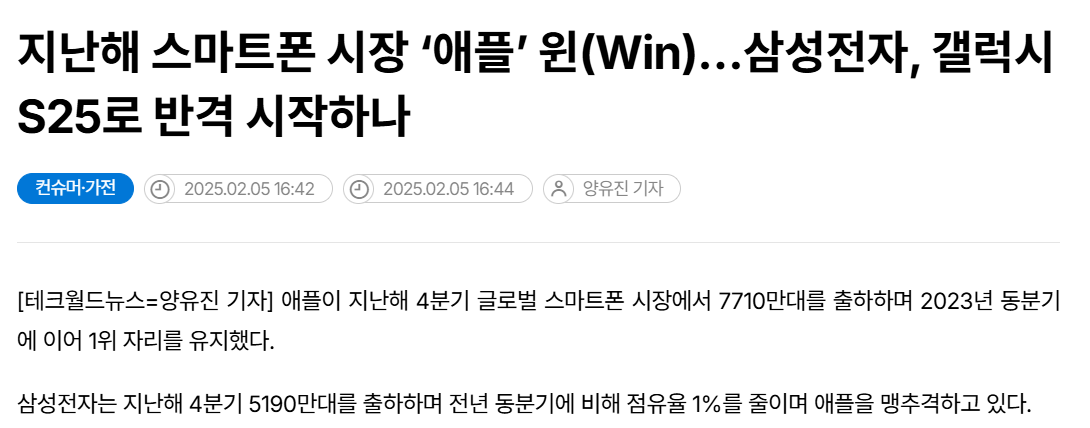 지난해 스마트폰 시장 ‘애플’ 윈(Win)…삼성전자, 갤럭시
S25로 반격 시작하나
컨슈머·가전 2025.02.05 16:42 2025.02.05 16:44 양유진 기자
[테크월드뉴스=양유진 기자] 애플이 지난해 4분기 글로벌 스마트폰 시장에서 7710만대를 출하하며 2023년 동분기
에 이어 1위 자리를 유지했다.
삼성전자는 지난해 4분기 5190만대를 출하하며 전년 동분기에 비해 점유율 1%를 줄이며 애플을 맹추격하고 있다.